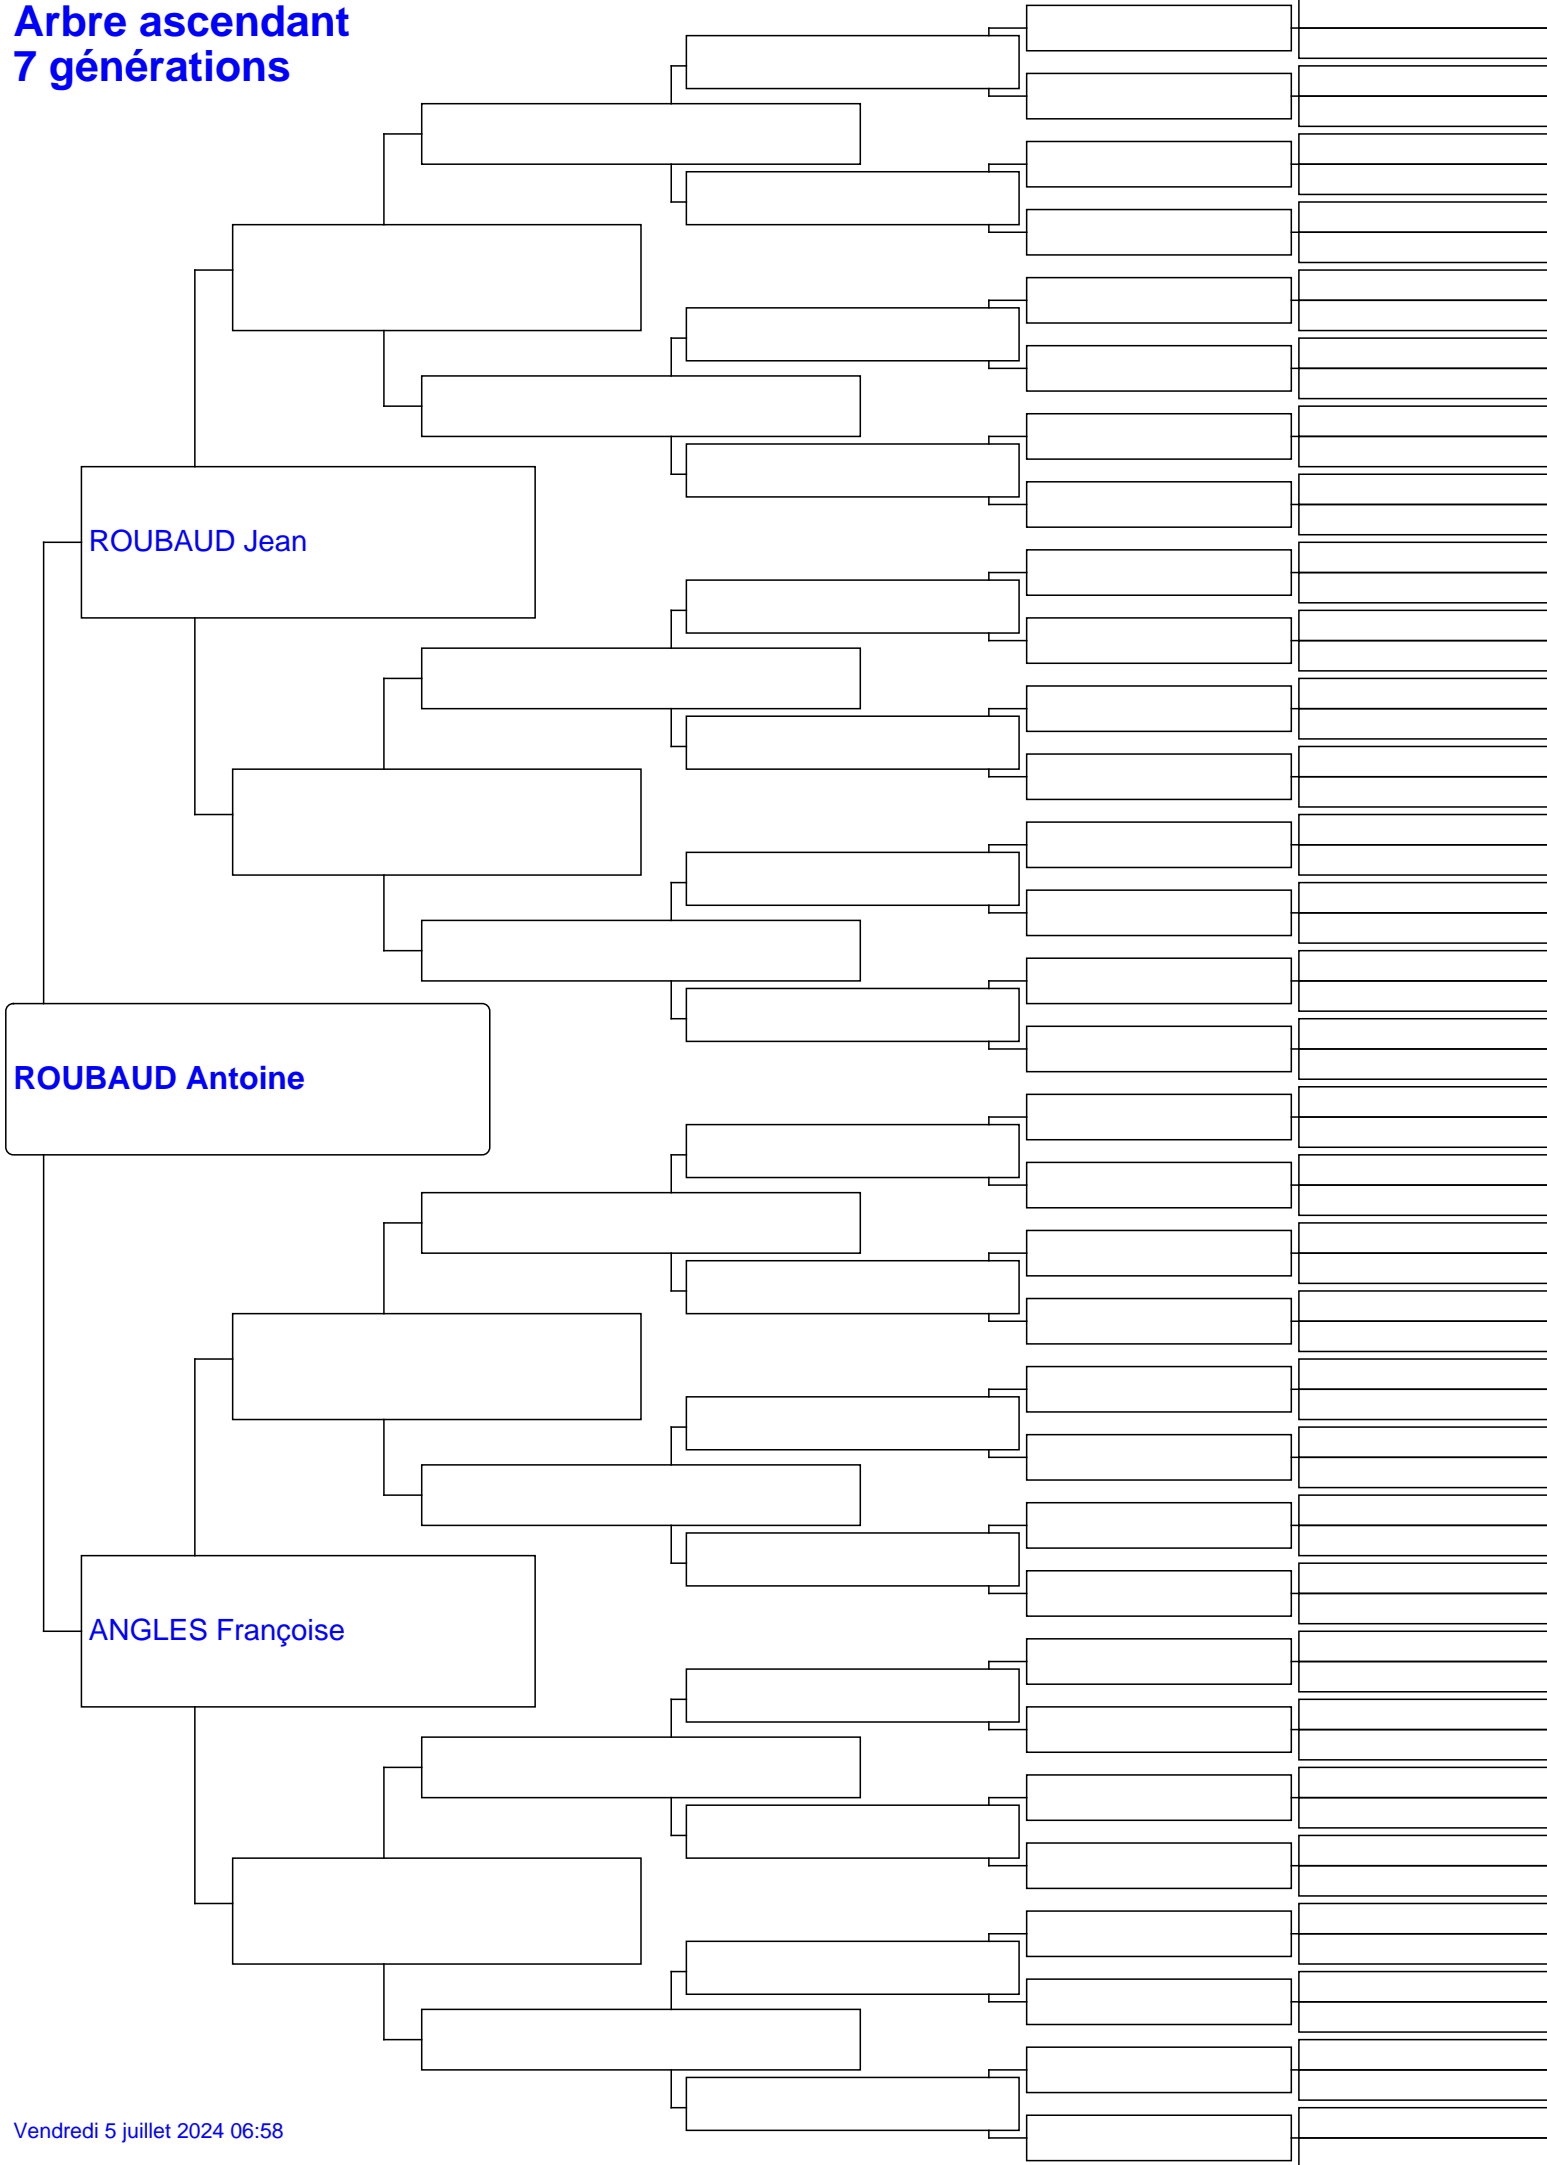 Arbre ascendant
7 générations
ROUBAUD Jean
ROUBAUD Antoine
ANGLES Françoise
Vendredi 5 juillet 2024 06:58